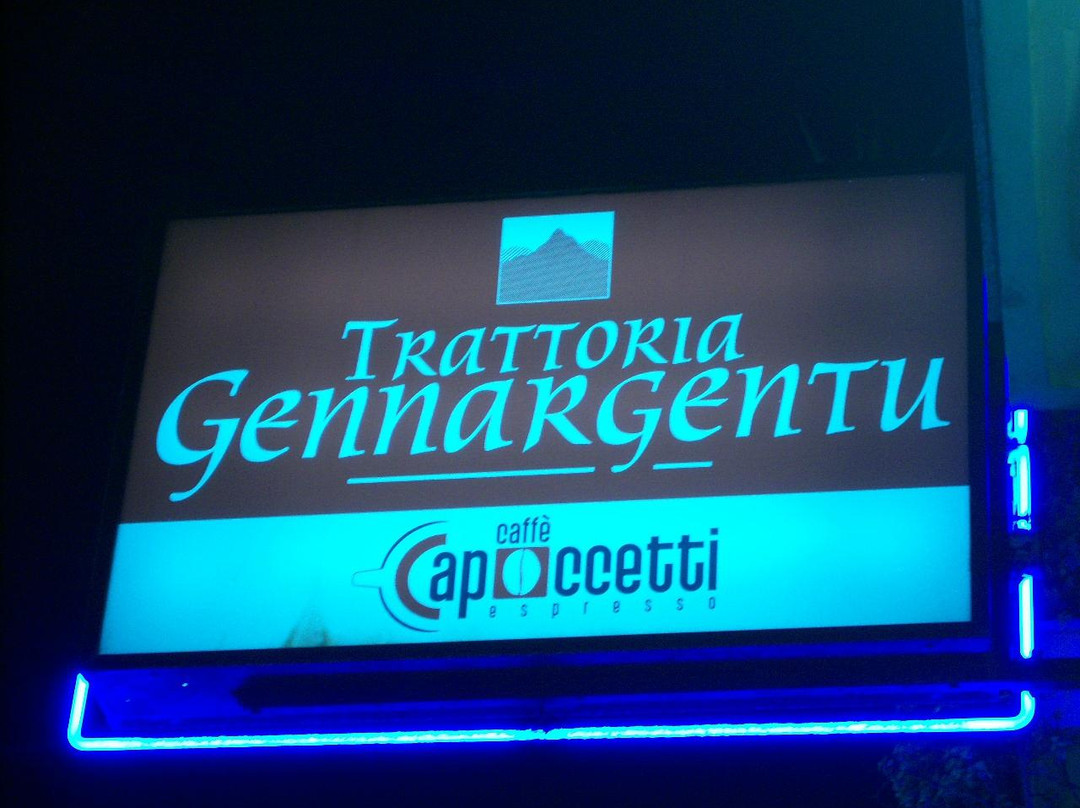 Trattoria
Gennargentu
caffè
Capoccetti
espresso